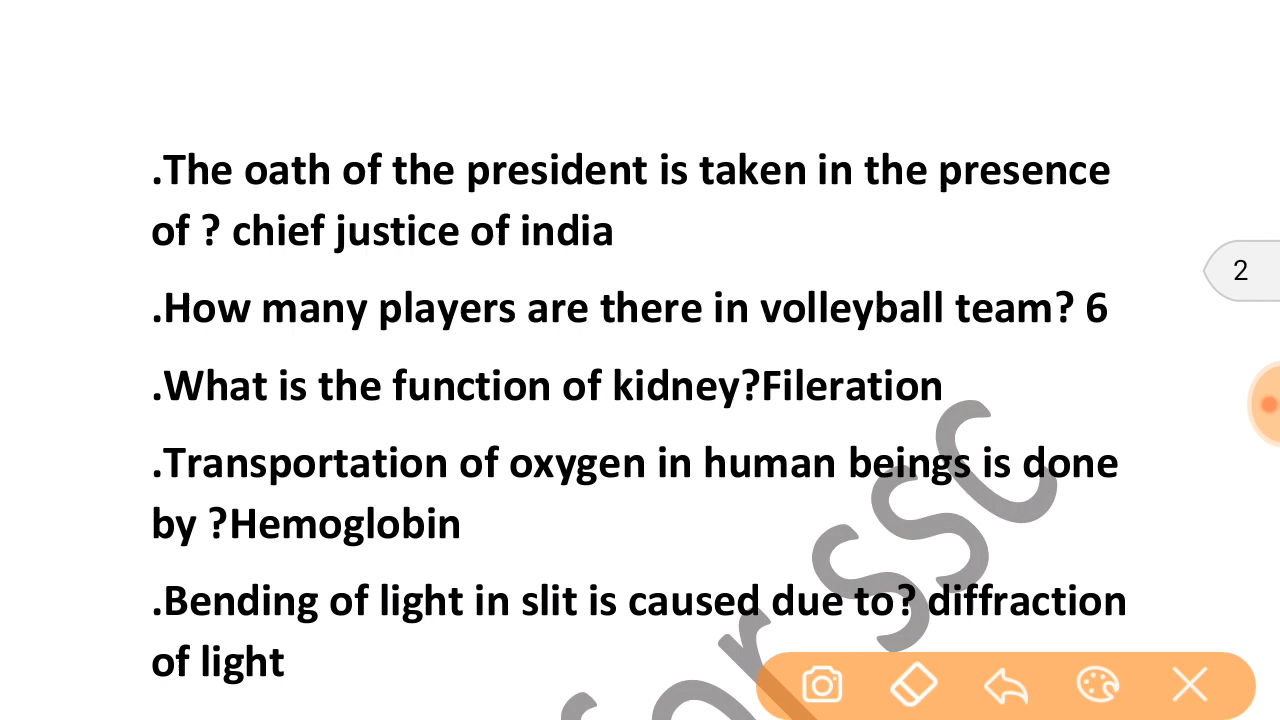 .The oath of the president is taken in the presence
of ? chief justice of india
.How many players are there in volleyball team? 6
2
.What is the function of kidney?Fileration
.Transportation of oxygen in human beings is done
by ?Hemoglobin
.Bending of light in slit is caused due to? diffraction
of light
for SSC